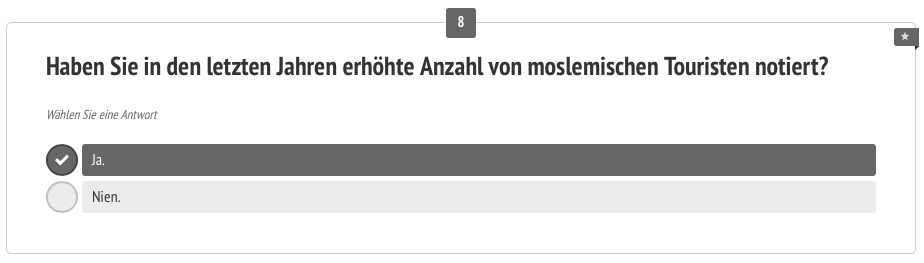 8
Haben Sie in den letzten Jahren erhöhte Anzahl von moslemischen Touristen notiert?
Wählen Sie eine Antwort
Ja.
Nien.